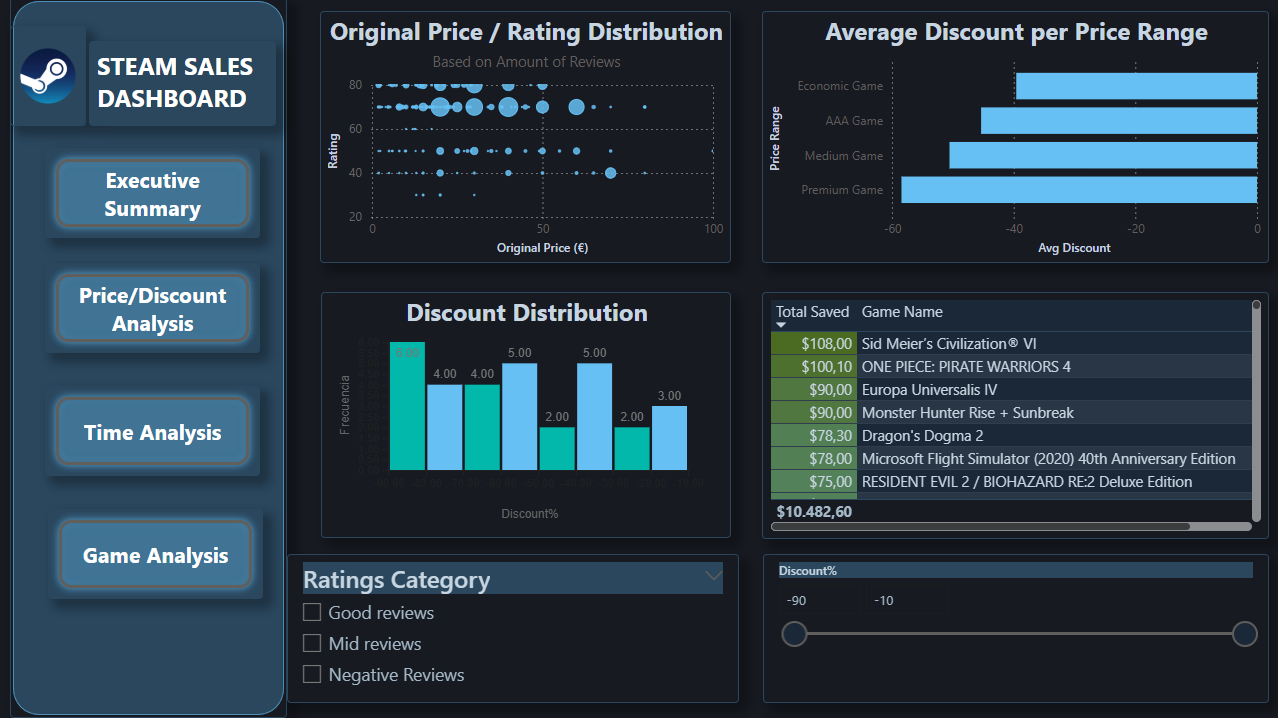 STEAM SALES
DASHBOARD
Executive
Summary
Price/Discount
Analysis
Time Analysis
Game Analysis
Original Price / Rating Distribution
Based on Amount of Reviews
Rating
80
60
40
20
0
50
100
Original Price (€)
Average Discount per Price Range
Price Range
Economic Game
AAA Game
Medium Game
Premium Game
-60
-40
-20
0
Avg Discount
Discount Distribution
Frecuencia
6.00
4.00
4.00
5.00
2.00
5.00
2.00
3.00
Discount%
Total Saved Game Name
$108,00 Sid Meier's Civilization® VI
$100,10 ONE PIECE: PIRATE WARRIORS 4
$90,00 Europa Universalis IV
$90,00 Monster Hunter Rise + Sunbreak
$78,30 Dragon's Dogma 2
$78,00 Microsoft Flight Simulator (2020) 40th Anniversary Edition
$75,00 RESIDENT EVIL 2 / BIOHAZARD RE:2 Deluxe Edition
$10.482,60
Ratings Category
Good reviews
Mid reviews
Negative Reviews
Discount%
-90
-10